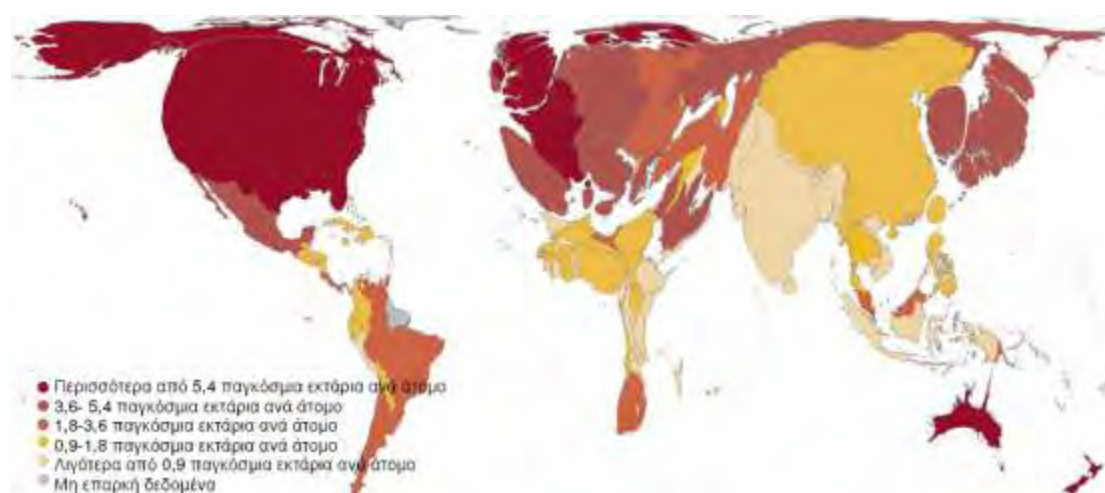 Περισσότερα από 5,4 παγκόσμια εκτάρια ανά άτομο
3,6- 5,4 παγκόσμια εκτάρια ανά άτομο
1,8-3,6 παγκόσμια εκτάρια ανά άτομο
0,9-1,8 παγκόσμια εκτάρια ανά άτομο
Λιγότερα από 0,9 παγκόσμια εκτάρια ανά άτομο
Μη επαρκή δεδομένα